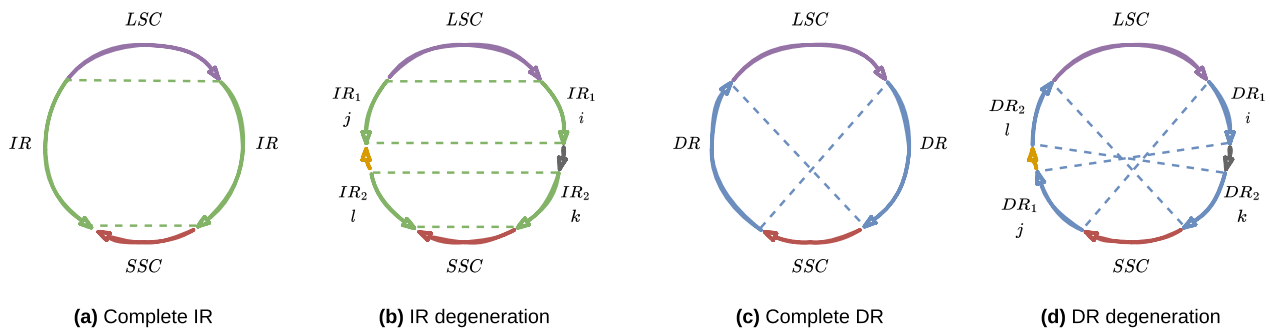 LSC
IR
IR
SSC
(a) Complete IR
LSC
IR1
j
IR1
i
IR2
l
IR2
k
SSC
(b) IR degeneration
LSC
DR
DR
SSC
(c) Complete DR
LSC
DR2
l
DR1
i
DR1
j
DR2
k
SSC
(d) DR degeneration